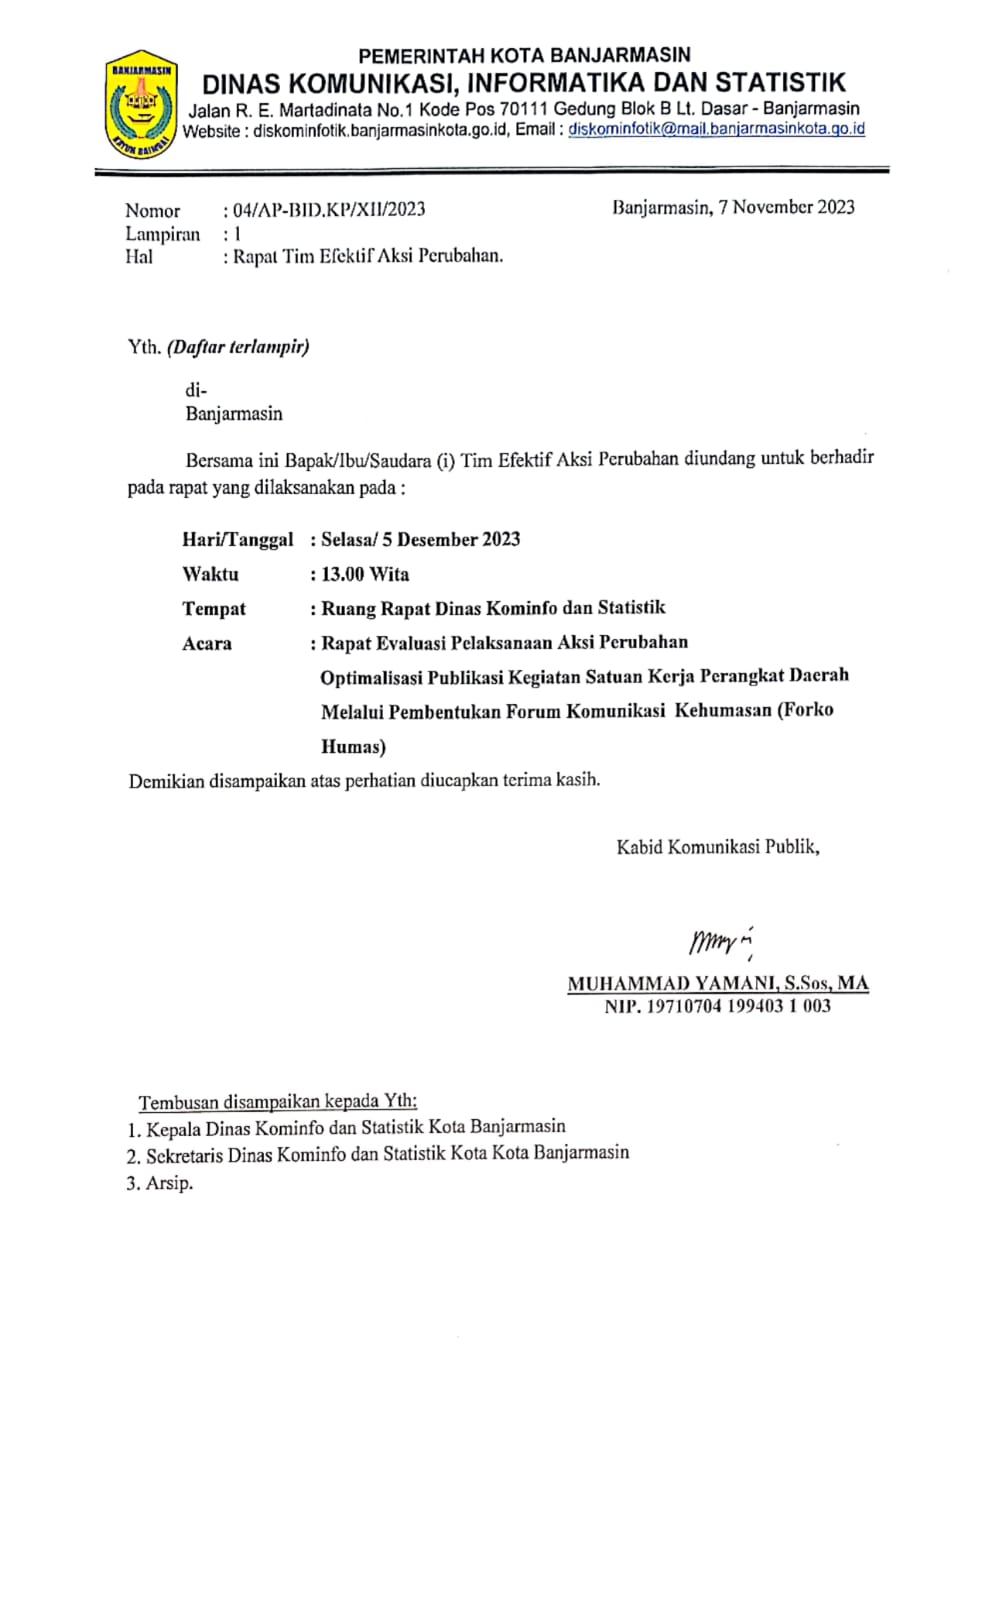 PEMERINTAH KOTA BANJARMASIN
DINAS KOMUNIKASI, INFORMATIKA DAN STATISTIK
Jalan R. E. Martadinata No.1 Kode Pos 70111 Gedung Blok B Lt. Dasar - Banjarmasin
Website : diskominfotik.banjarmasinkota.go.id, Email : diskominfotik@mail.banjarmasinkota.go.id
BANJARMASIN
KAYUH BAIMBAI
Nomor : 04/AP-BID.KP/XII/2023 Banjarmasin, 7 November 2023
Lampiran : 1
Hal : Rapat Tim Efektif Aksi Perubahan.
Yth. (Daftar terlampir)
di-
Banjarmasin
Bersama ini Bapak/Ibu/Saudara (i) Tim Efektif Aksi Perubahan diundang untuk berhadir
pada rapat yang dilaksanakan pada :
Hari/Tanggal : Selasa/ 5 Desember 2023
Waktu : 13.00 Wita
Tempat : Ruang Rapat Dinas Kominfo dan Statistik
Acara : Rapat Evaluasi Pelaksanaan Aksi Perubahan
Optimalisasi Publikasi Kegiatan Satuan Kerja Perangkat Daerah
Melalui Pembentukan Forum Komunikasi Kehumasan (Forko
Humas)
Demikian disampaikan atas perhatian diucapkan terima kasih.
Kabid Komunikasi Publik,
MUHAMMAD YAMANI, S.Sos, MA
NIP. 19710704 199403 1 003
Tembusan disampaikan kepada Yth:
1. Kepala Dinas Kominfo dan Statistik Kota Banjarmasin
2. Sekretaris Dinas Kominfo dan Statistik Kota Kota Banjarmasin
3. Arsip.